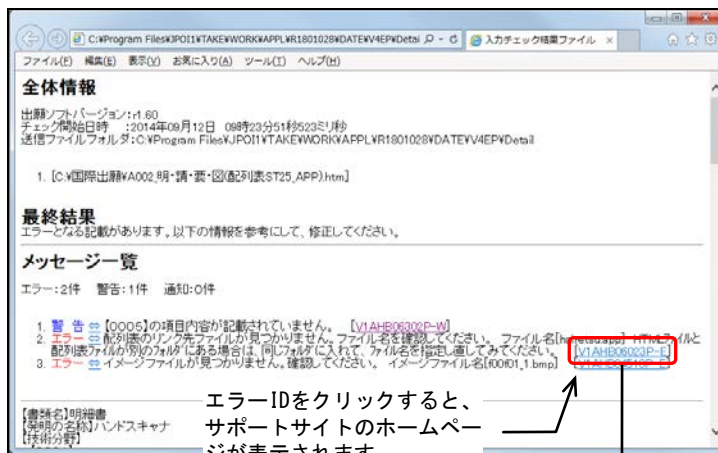 C:¥Program Files¥JPOI1¥TAKE¥WORK¥APPL¥R1801028¥DATE¥V4EP¥Detai
入力チェック結果ファイル ×
ファイル(F) 編集(E) 表示(V) お気に入り(A) ツール(T) ヘルプ(H)
全体情報
出願ソフトバージョン:r1.60
チェック開始日時 :2014年09月12日 09時23分51秒523ミリ秒
送信ファイルフォルダ:C:¥Program Files¥JPOI1¥TAKE¥WORK¥APPL¥R1801028¥DATE¥V4EP¥Detail
1. [C:¥国際出願¥A002_明・請・要・図(配列表ST25_APP).htm]
最終結果
エラーとなる記載があります。以下の情報を参考にして、修正してください。
メッセージ一覧
エラー:2件 警告:1件 通知:0件
1. 警 告 ⇔ 【0005】の項目内容が記載されていません。 [V1AHB06302P-W]
2. エラー ⇔ 配列表のリンク先ファイルが見つかりません。ファイル名を確認してください。 ファイル名 HTMLファイルと
配列表ファイルが別のフォルダにある場合は、同じフォルダに入れて、ファイル名を指定し直してみてください。 [V1AHB06023P-E]
3. エラー ⇔ イメージファイルが見つかりません。確認してください。 イメージファイル名[f00f01_1.bmp]
【書類名】明細書
【発明の名称】ハンドスキャナ
【技術分野】
エラーIDをクリックすると、
サポートサイトのホームペー
ジが表示されます